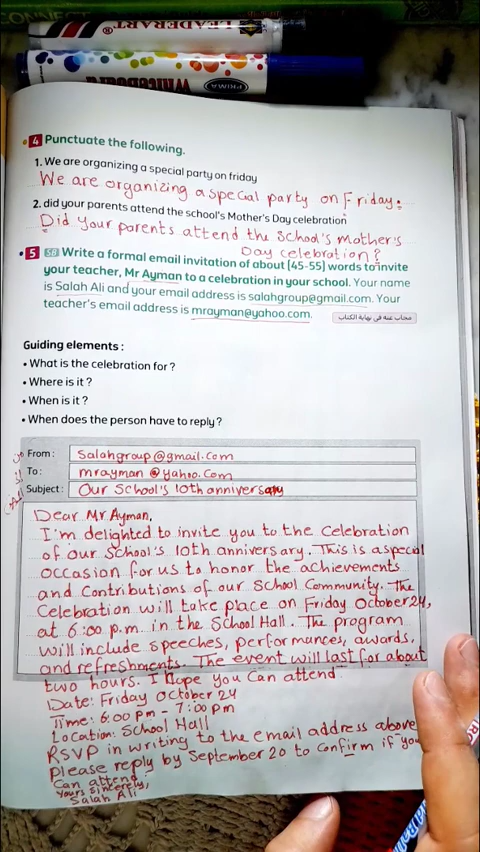 LEADERART
WHITEBOARD
PRIMA
4 Punctuate the following.
1. We are organizing a special party on friday
We are organizing a special party on Friday.
2. did your parents attend the school's Mother's Day celebration
Did your parents attend the school's mother's
Day celebration?
5 SB Write a formal email invitation of about [45-55] words to invite
your teacher, Mr Ayman to a celebration in your school. Your name
is Salah Ali and your email address is salahgroup@gmail.com. Your
teacher's email address is mrayman@yahoo.com.
مجاب عنه في نهاية الكتاب
Guiding elements :
• What is the celebration for ?
• Where is it ?
• When is it ?
• When does the person have to reply ?
من From : Salahgroup@gmail.com
To : mrayman @yahoo.Com
Subject : Our School's 10th anniversary
Dear Mr Ayman,
I'm delighted to invite you to the Celebration
of our school's 10th anniversary. This is a special
occasion for us to honor the achievements
and Contributions of our School Community. The
Celebration will take place on Friday October 24,
at 6:00 p.m in the School Hall. The program
will include speeches, performances, awards,
and refreshments. The event will last for about
two hours. I hope you Can attend
Date: Friday October 24
Time: 6:00 pm - 7:00 pm
Location: School Hall
RSVP in writing to the email address above
Please reply by September 20 to Confirm if you
Can attend
Yours sincerely,
Salah Ali